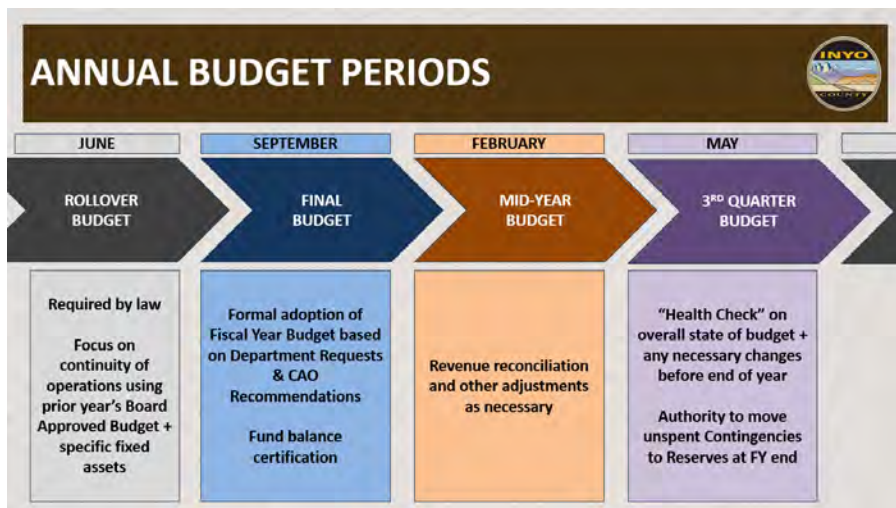 ANNUAL BUDGET PERIODS
INYO
COUNTY
JUNE
ROLLOVER
BUDGET
Required by law
Focus on
continuity of
operations using
prior year's Board
Approved Budget +
specific fixed
assets
SEPTEMBER
FINAL
BUDGET
Formal adoption of
Fiscal Year Budget based
on Department Requests
& CAO
Recommendations
Fund balance
certification
FEBRUARY
MID-YEAR
BUDGET
Revenue reconciliation
and other adjustments
as necessary
MAY
3RD QUARTER
BUDGET
“Health Check” on
overall state of budget +
any necessary changes
before end of year
Authority to move
unspent Contingencies
to Reserves at FY end